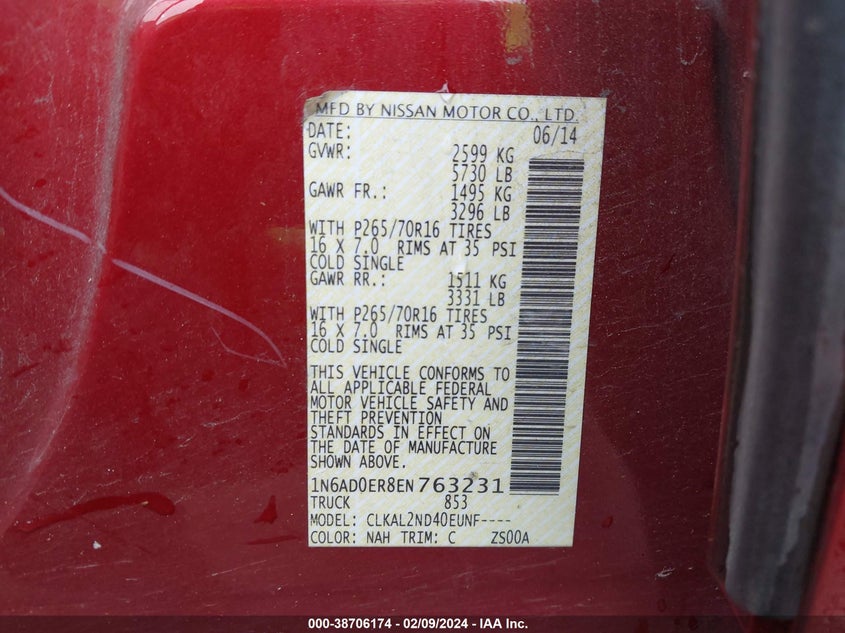 MFD BY NISSAN MOTOR CO., LTD.
DATE: 06/14
GVWR: 2599 KG
5730 LB
GAWR FR.: 1495 KG
3296 LB
WITH P265/70R16 TIRES
16 X 7.0 RIMS AT 35 PSI
COLD SINGLE
GAWR RR.: 1511 KG
3331 LB
WITH P265/70R16 TIRES
16 X 7.0 RIMS AT 35 PSI
COLD SINGLE
THIS VEHICLE CONFORMS TO
ALL APPLICABLE FEDERAL
MOTOR VEHICLE SAFETY AND
THEFT PREVENTION
STANDARDS IN EFFECT ON
THE DATE OF MANUFACTURE
SHOWN ABOVE.
1N6AD0ER8EN763231
TRUCK 853
MODEL: CLKAL2ND40EUNF----
COLOR: NAH TRIM: C ZS00A
000-38706174 - 02/09/2024 - IAA Inc.